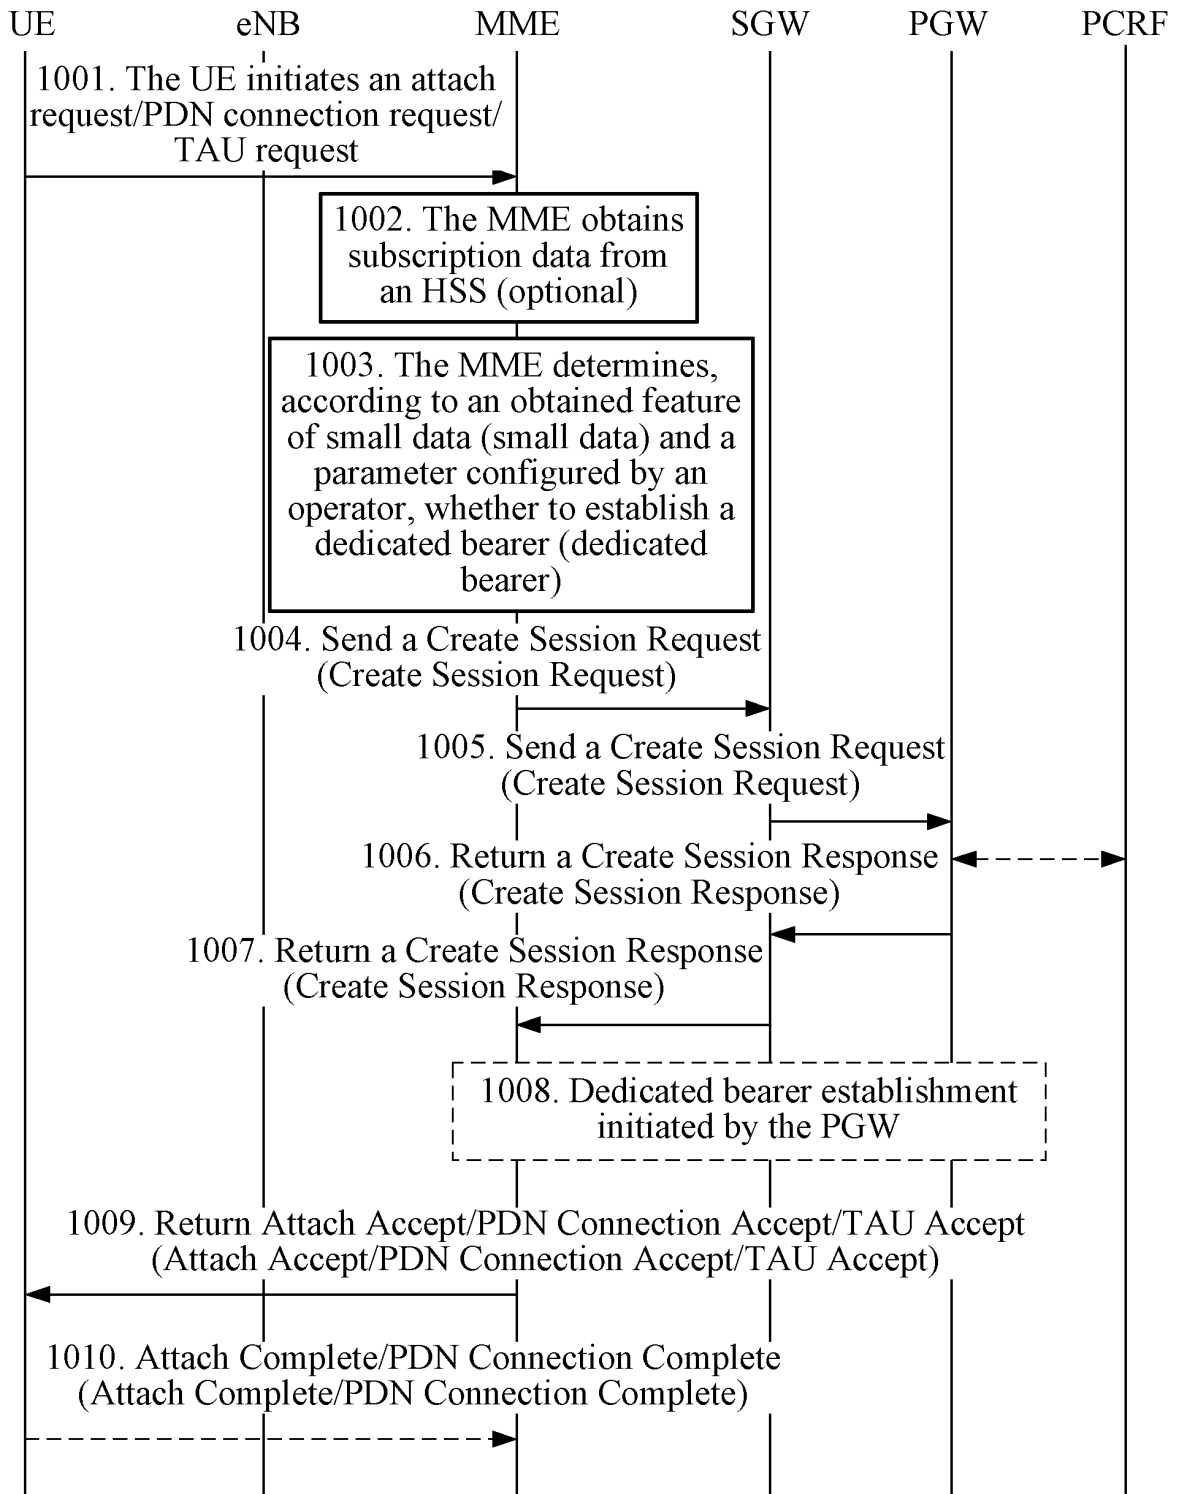 UE eNB MME SGW PGW PCRF
1001. The UE initiates an attach
request/PDN connection request/
TAU request
1002. The MME obtains
subscription data from
an HSS (optional)
1003. The MME determines,
according to an obtained feature
of small data (small data) and a
parameter configured by an
operator, whether to establish a
dedicated bearer (dedicated
bearer)
1004. Send a Create Session Request
(Create Session Request)
1005. Send a Create Session Request
(Create Session Request)
1006. Return a Create Session Response
(Create Session Response)
1007. Return a Create Session Response
(Create Session Response)
1008. Dedicated bearer establishment
initiated by the PGW
1009. Return Attach Accept/PDN Connection Accept/TAU Accept
(Attach Accept/PDN Connection Accept/TAU Accept)
1010. Attach Complete/PDN Connection Complete
(Attach Complete/PDN Connection Complete)